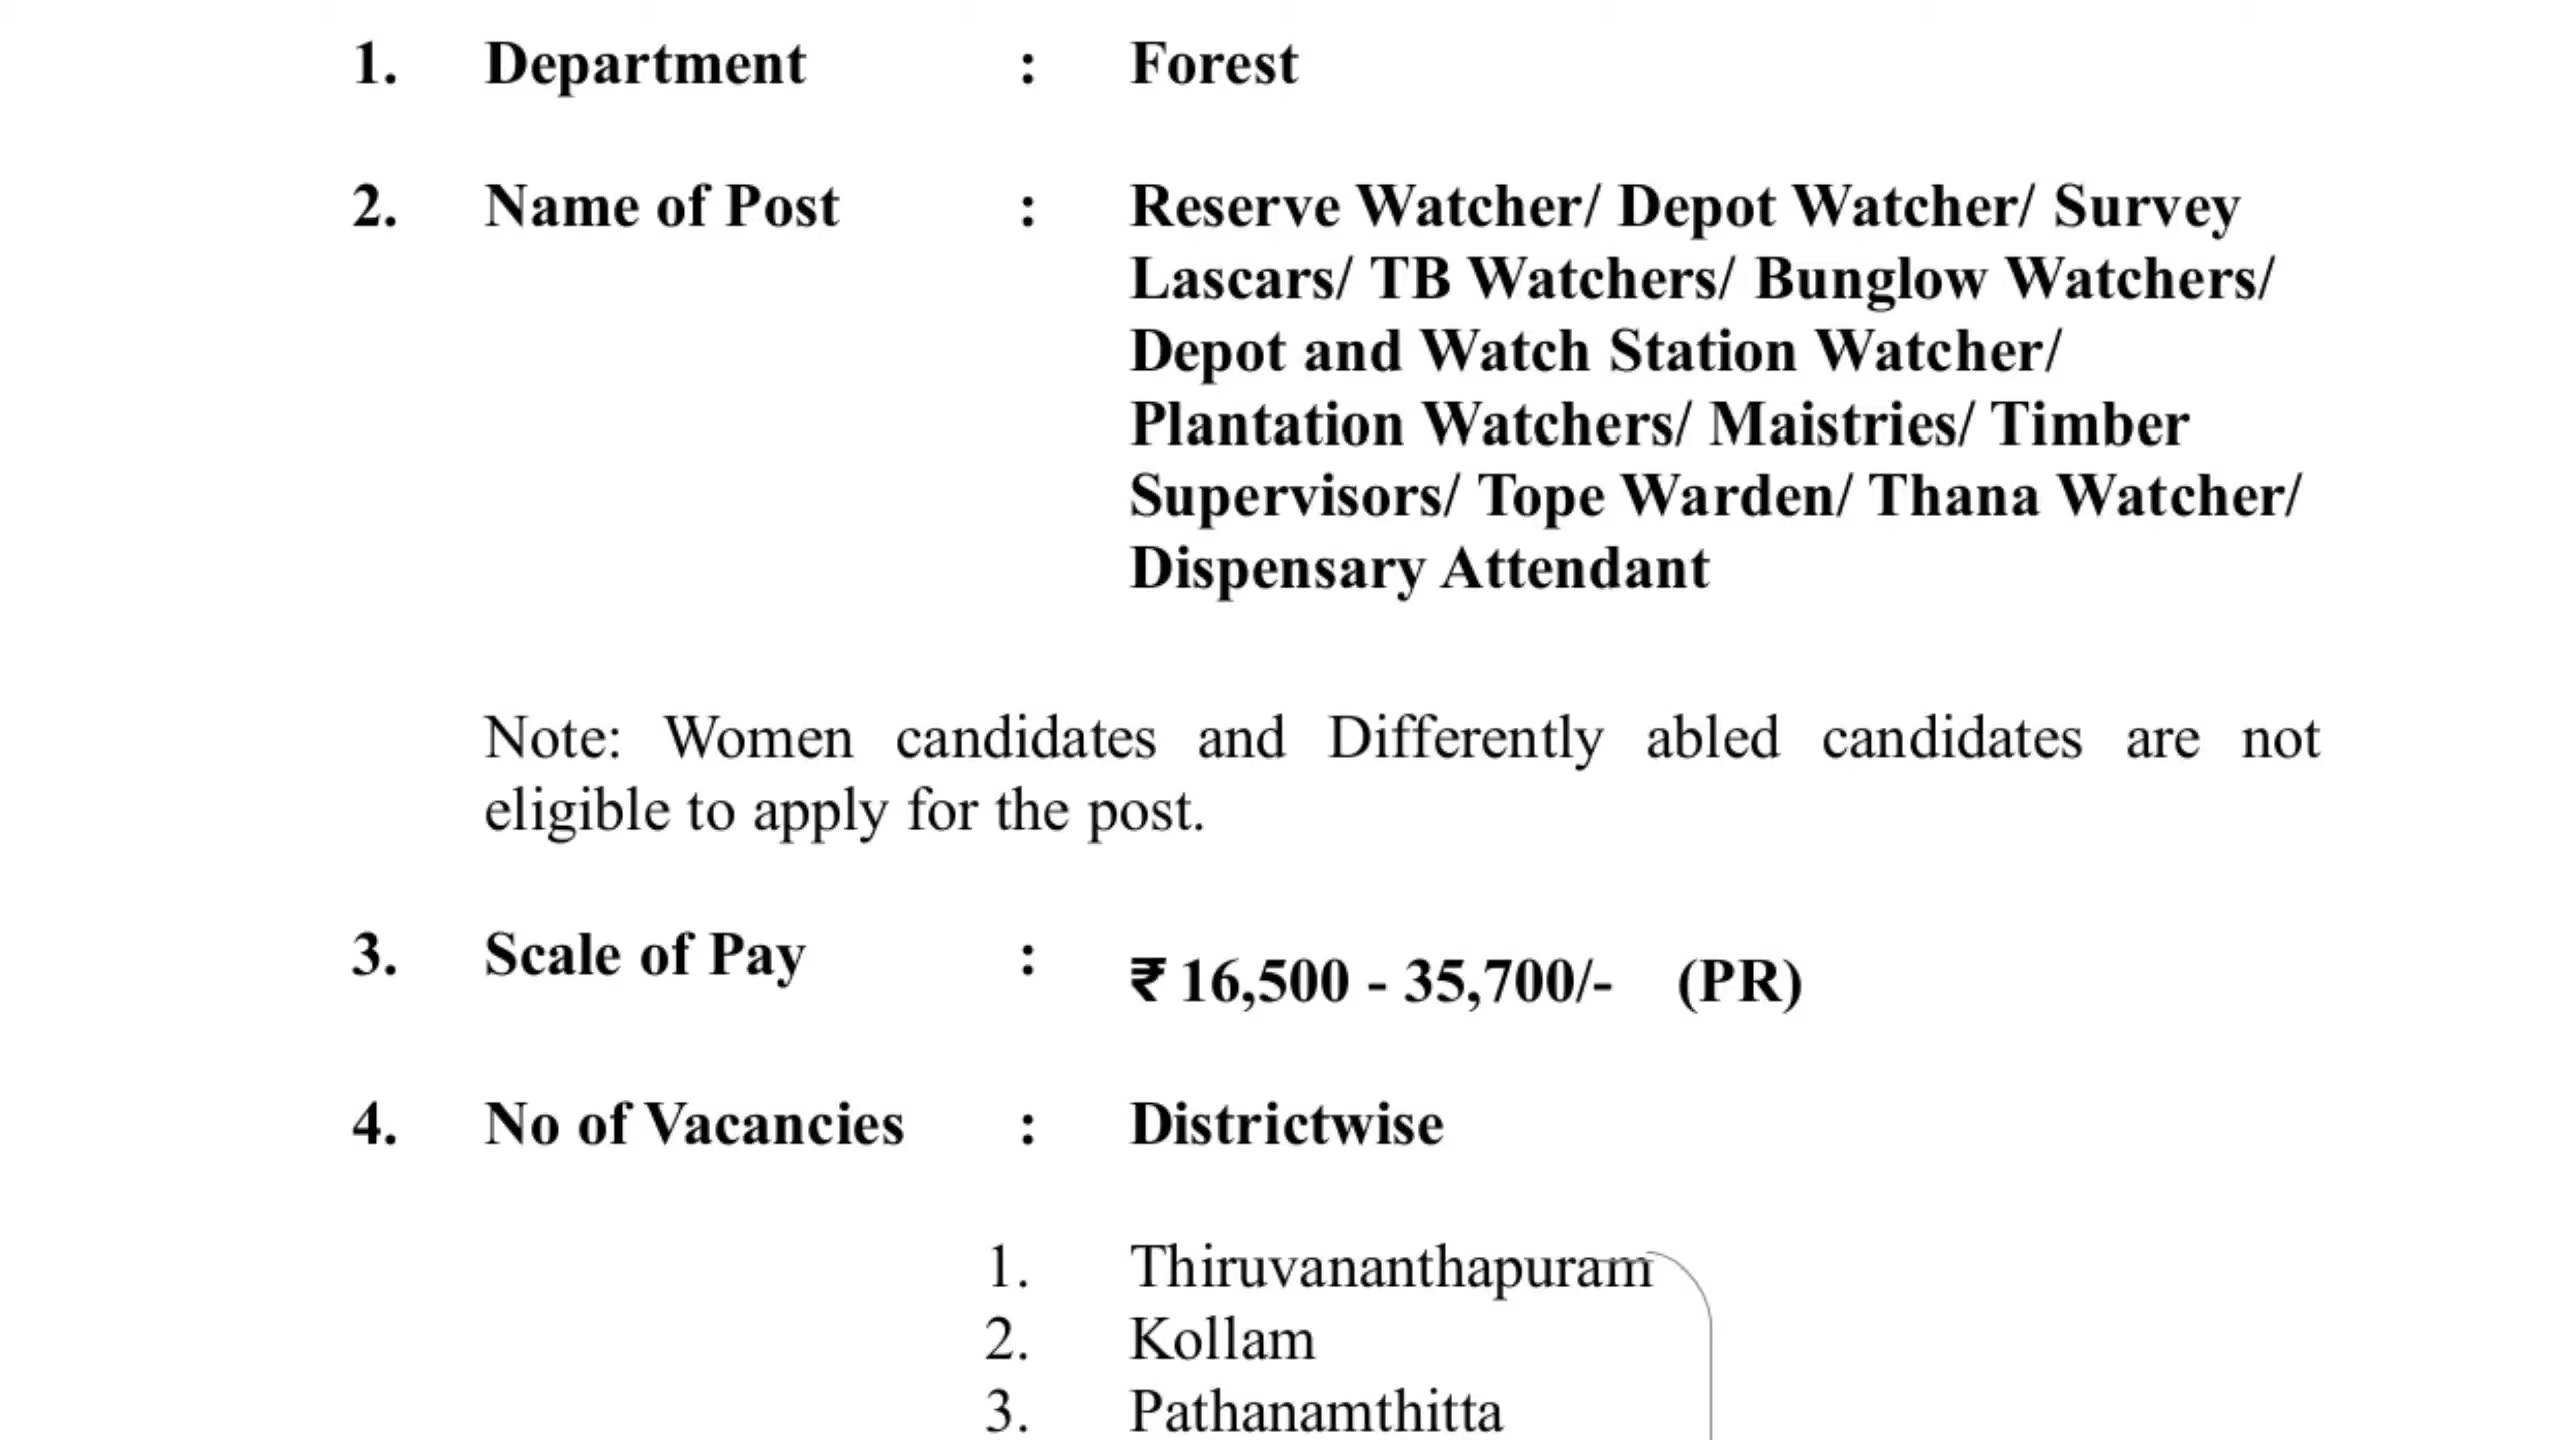 1. Department : Forest
2. Name of Post : Reserve Watcher/ Depot Watcher/ Survey
Lascars/ TB Watchers/ Bunglow Watchers/
Depot and Watch Station Watcher/
Plantation Watchers/ Maistries/ Timber
Supervisors/ Tope Warden/ Thana Watcher/
Dispensary Attendant
Note: Women candidates and Differently abled candidates are not
eligible to apply for the post.
3. Scale of Pay : ₹ 16,500 - 35,700/- (PR)
4. No of Vacancies : Districtwise
1. Thiruvananthapuram
2. Kollam
3. Pathanamthitta